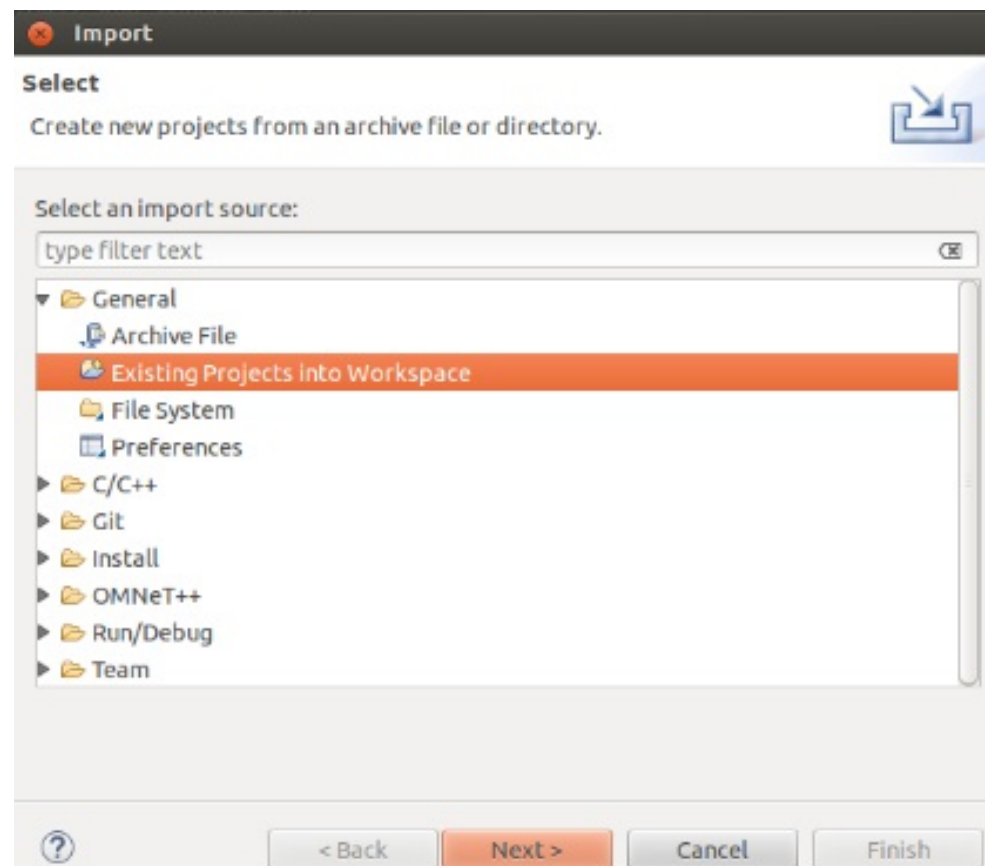 Import
Select
Create new projects from an archive file or directory.
Select an import source:
type filter text
General
Archive File
Existing Projects into Workspace
File System
Preferences
C/C++
Git
Install
OMNeT++
Run/Debug
Team
? < Back Next > Cancel Finish